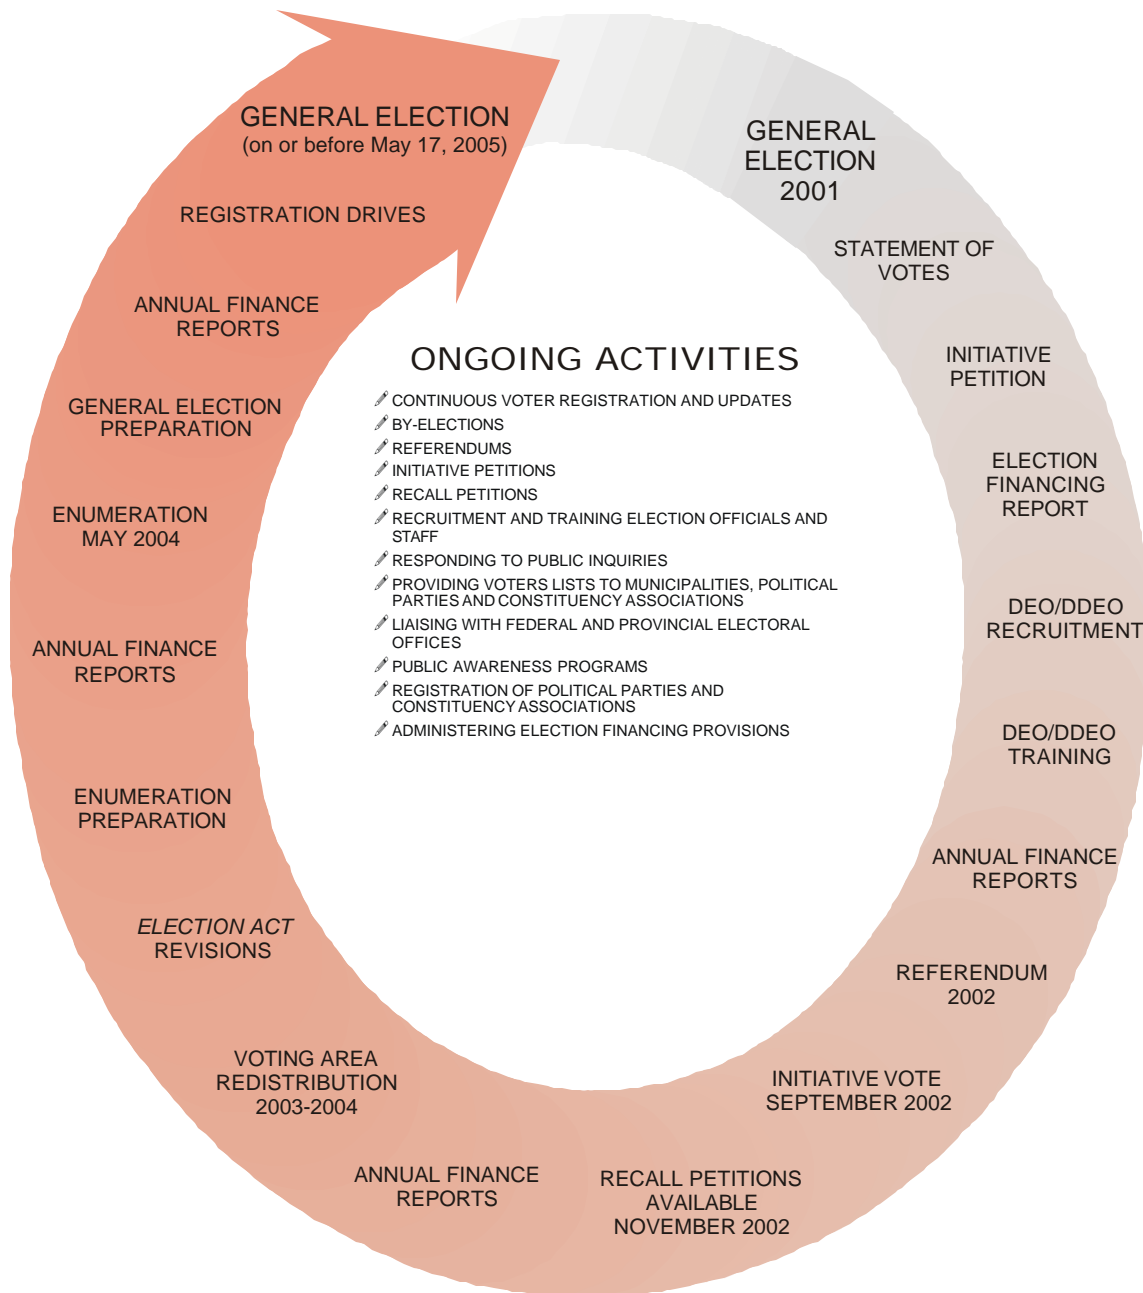 GENERAL ELECTION
(on or before May 17, 2005)
REGISTRATION DRIVES
ANNUAL FINANCE
REPORTS
GENERAL ELECTION
PREPARATION
ENUMERATION
MAY 2004
ANNUAL FINANCE
REPORTS
ENUMERATION
PREPARATION
ELECTION ACT
REVISIONS
VOTING AREA
REDISTRIBUTION
2003-2004
ANNUAL FINANCE
REPORTS
GENERAL
ELECTION
2001
STATEMENT OF
VOTES
INITIATIVE
PETITION
ELECTION
FINANCING
REPORT
DEO/DDEO
RECRUITMENT
DEO/DDEO
TRAINING
ANNUAL FINANCE
REPORTS
REFERENDUM
2002
INITIATIVE VOTE
SEPTEMBER 2002
RECALL PETITIONS
AVAILABLE
NOVEMBER 2002
ONGOING ACTIVITIES
CONTINUOUS VOTER REGISTRATION AND UPDATES
BY-ELECTIONS
REFERENDUMS
INITIATIVE PETITIONS
RECALL PETITIONS
RECRUITMENT AND TRAINING ELECTION OFFICIALS AND
STAFF
RESPONDING TO PUBLIC INQUIRIES
PROVIDING VOTERS LISTS TO MUNICIPALITIES, POLITICAL
PARTIES AND CONSTITUENCY ASSOCIATIONS
LIAISING WITH FEDERAL AND PROVINCIAL ELECTORAL
OFFICES
PUBLIC AWARENESS PROGRAMS
REGISTRATION OF POLITICAL PARTIES AND
CONSTITUENCY ASSOCIATIONS
ADMINISTERING ELECTION FINANCING PROVISIONS